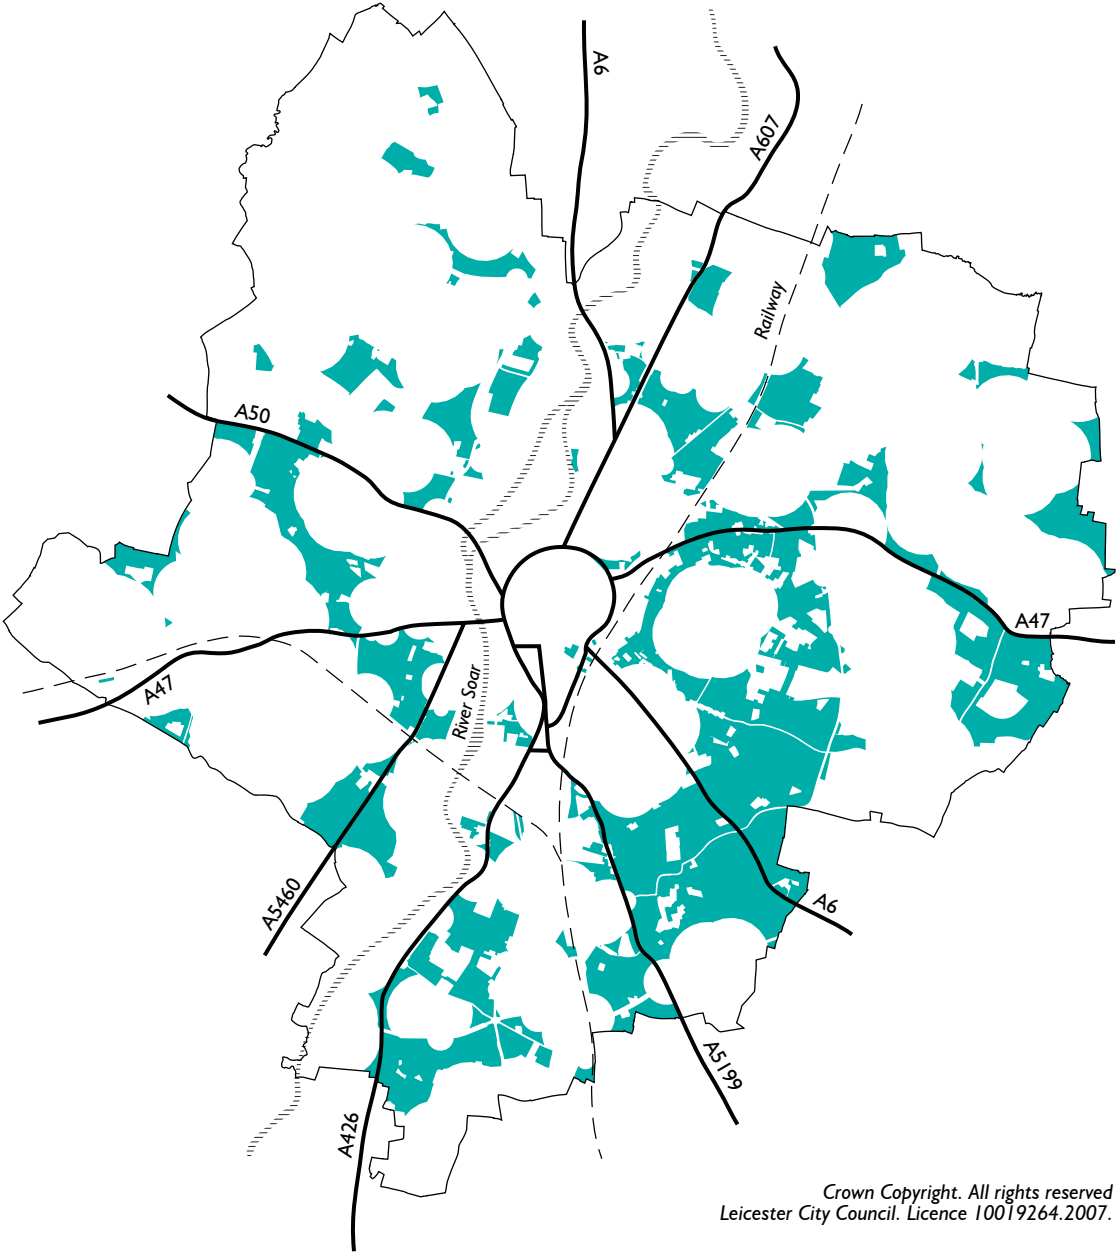 A6
A607
Railway
A50
A47
A47
River Soar
A5460
A6
A5199
A426
Crown Copyright. All rights reserved
Leicester City Council. Licence 10019264.2007.